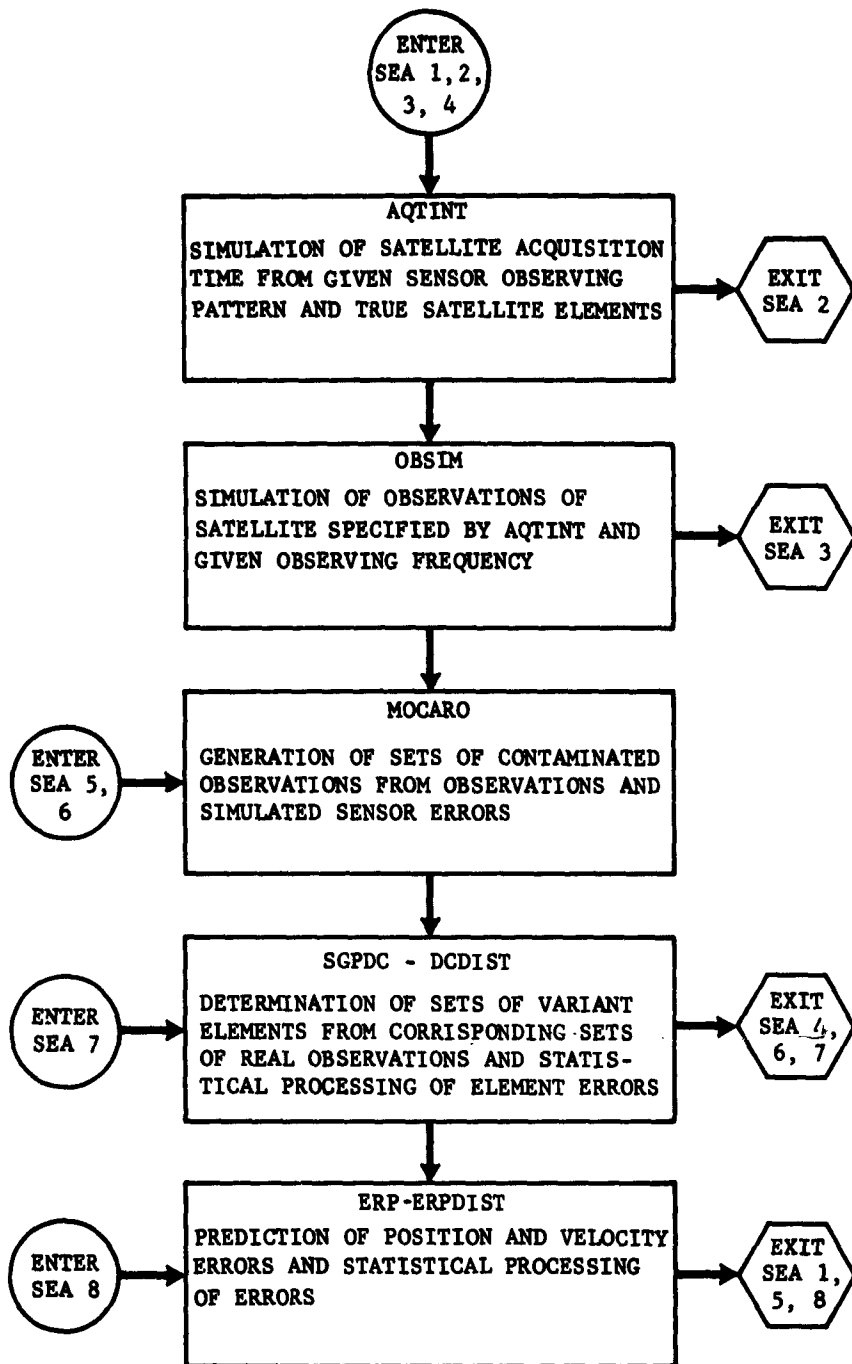 ENTER
SEA 1,2,
3, 4
AQTINT
SIMULATION OF SATELLITE ACQUISITION
TIME FROM GIVEN SENSOR OBSERVING
PATTERN AND TRUE SATELLITE ELEMENTS
EXIT
SEA 2
OBSIM
SIMULATION OF OBSERVATIONS OF
SATELLITE SPECIFIED BY AQTINT AND
GIVEN OBSERVING FREQUENCY
EXIT
SEA 3
ENTER
SEA 5,
6
MOCARO
GENERATION OF SETS OF CONTAMINATED
OBSERVATIONS FROM OBSERVATIONS AND
SIMULATED SENSOR ERRORS
ENTER
SEA 7
SGPDC - DCDIST
DETERMINATION OF SETS OF VARIANT
ELEMENTS FROM CORRISPONDING SETS
OF REAL OBSERVATIONS AND STATIS-
TICAL PROCESSING OF ELEMENT ERRORS
EXIT
SEA 4,
6, 7
ENTER
SEA 8
ERP-ERPDIST
PREDICTION OF POSITION AND VELOCITY
ERRORS AND STATISTICAL PROCESSING
OF ERRORS
EXIT
SEA 1,
5, 8